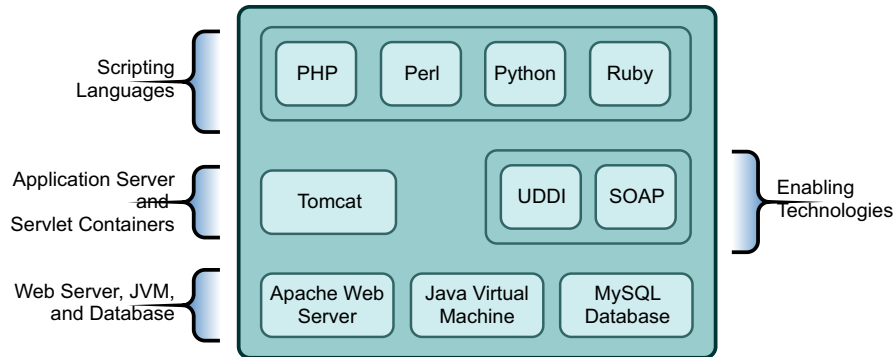 Scripting
Languages
PHP
Perl
Python
Ruby
Application Server
and
Servlet Containers
Tomcat
UDDI
SOAP
Enabling
Technologies
Web Server, JVM,
and Database
Apache Web
Server
Java Virtual
Machine
MySQL
Database